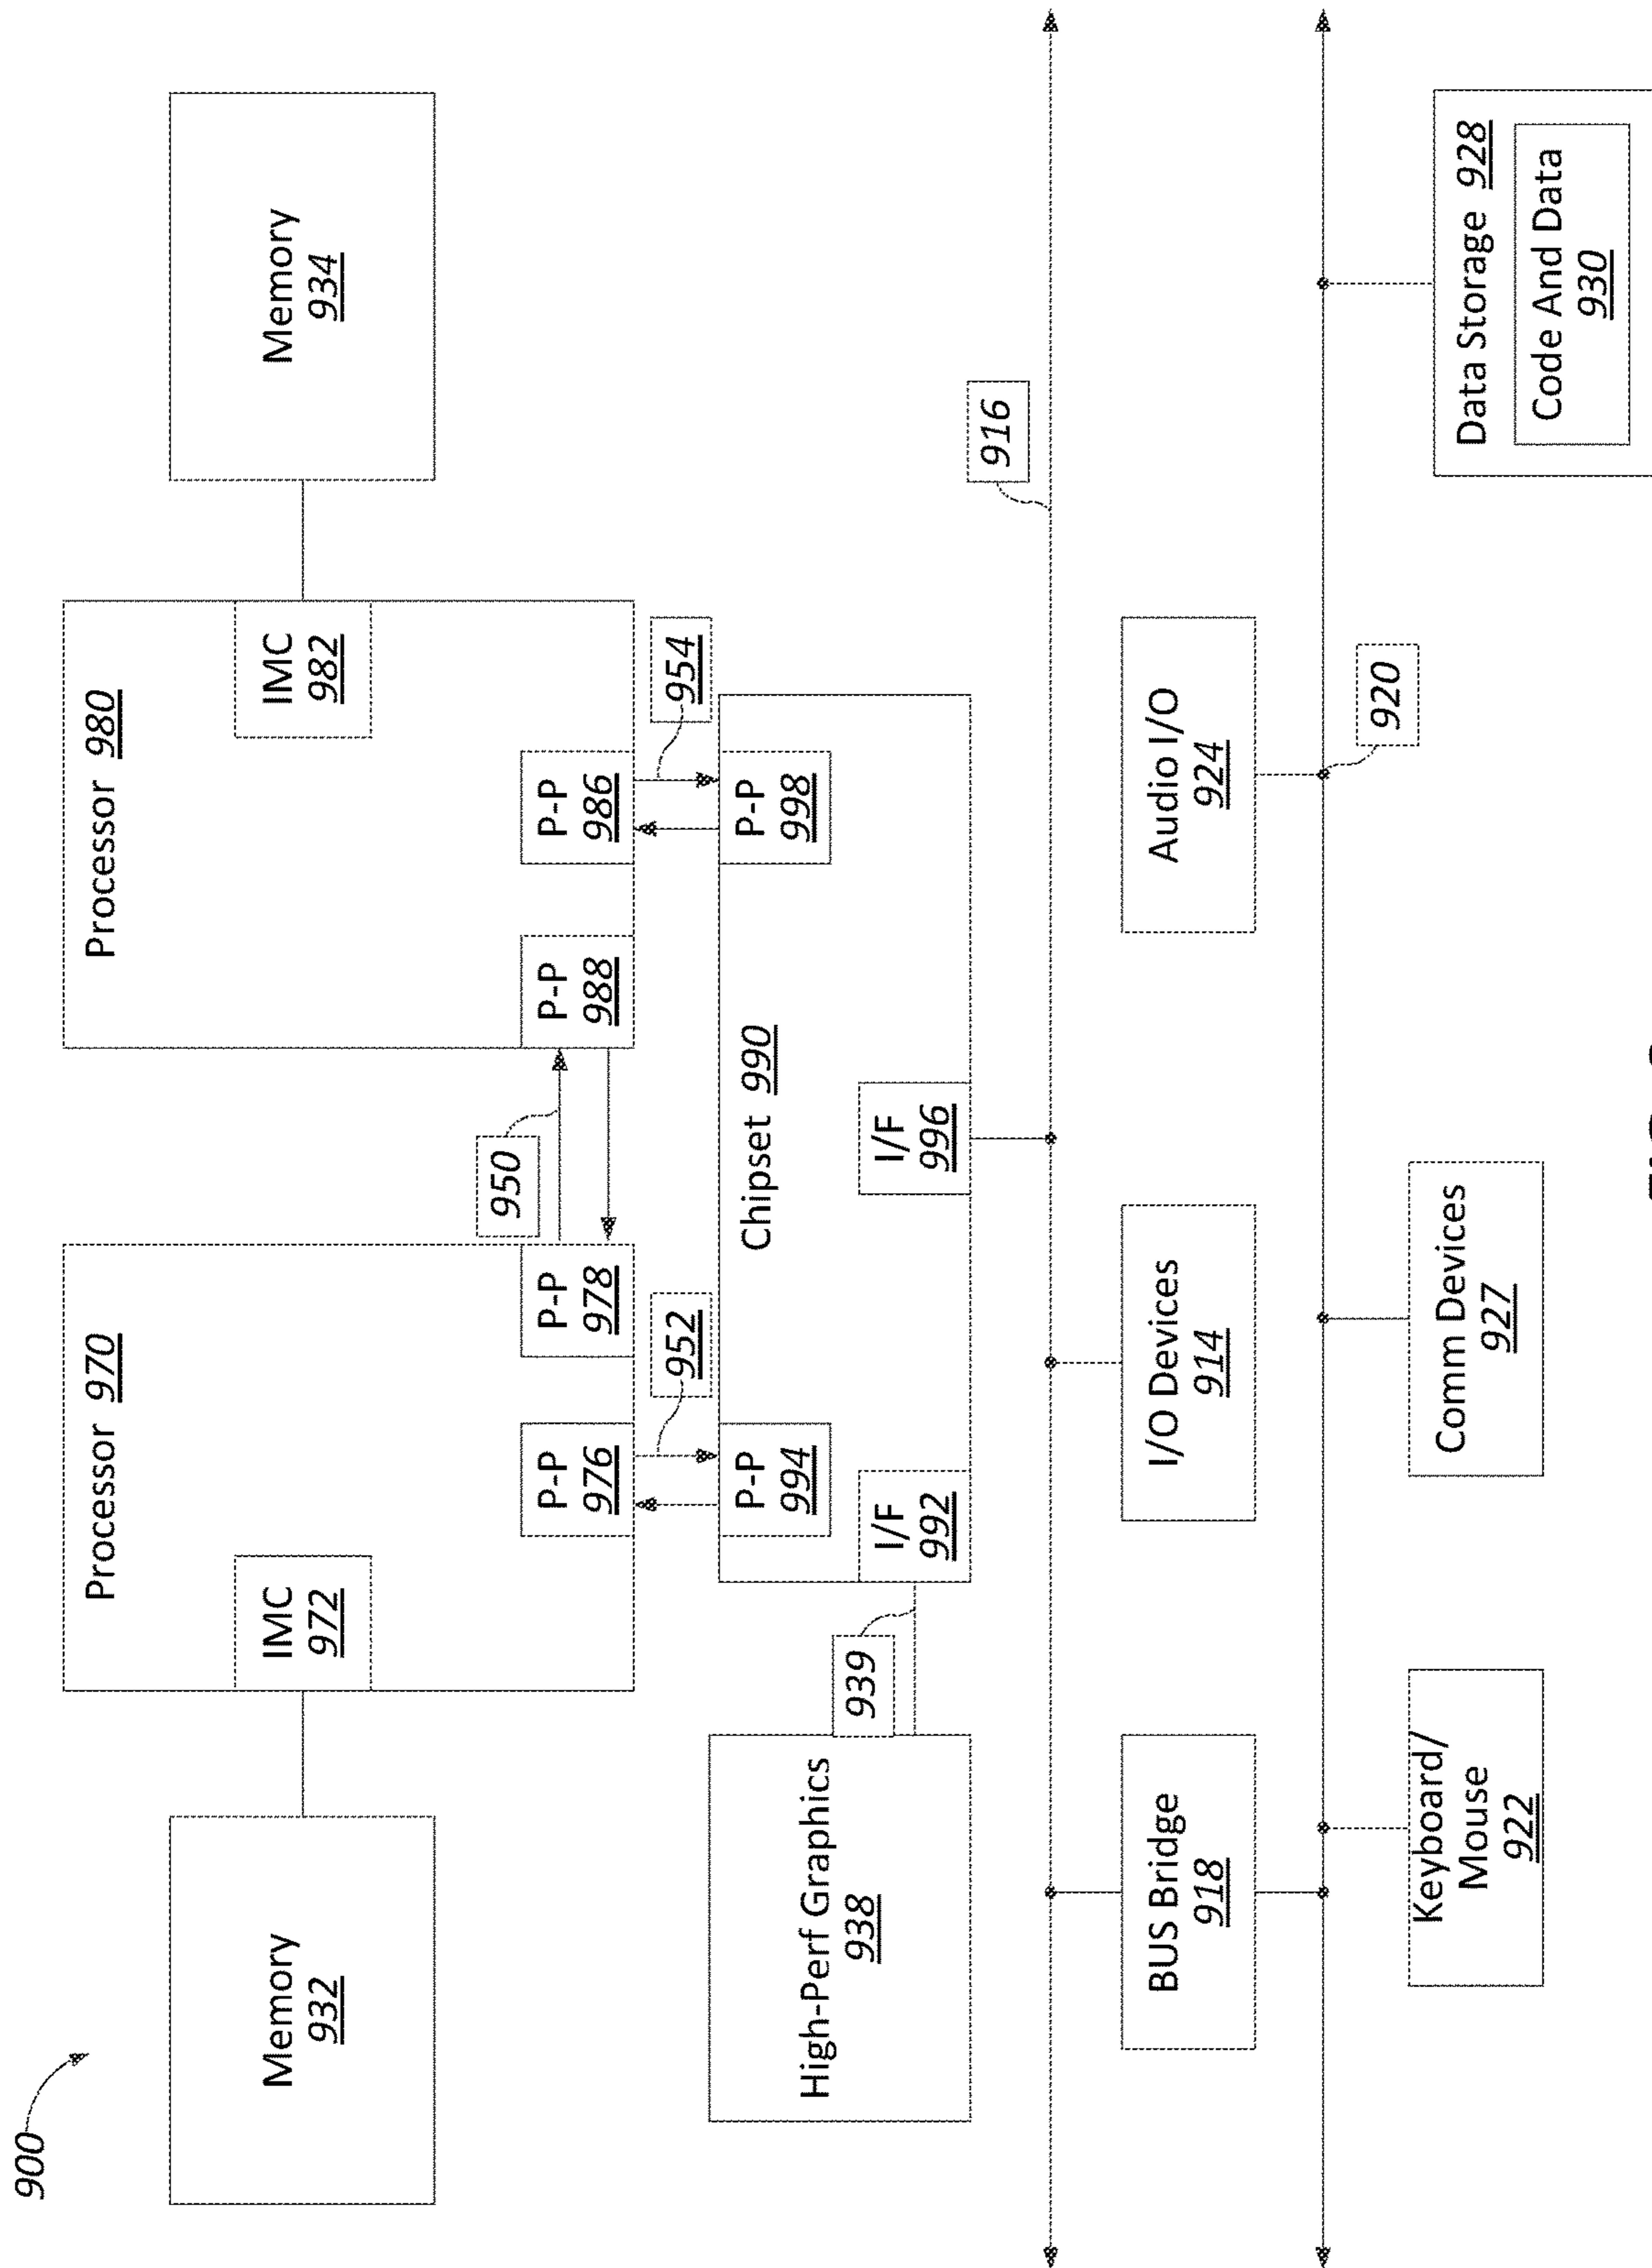 900
Processor 970
Processor 980
Memory
932
IMC
972
IMC
982
Memory
934
950
P-P
976
P-P
978
P-P
988
P-P
986
952
954
High-Perf Graphics
938
939
P-P
994
Chipset 990
P-P
998
I/F
992
I/F
996
916
BUS Bridge
918
I/O Devices
914
Audio I/O
924
920
Keyboard/
Mouse
922
Comm Devices
927
Data Storage 928
Code And Data
930